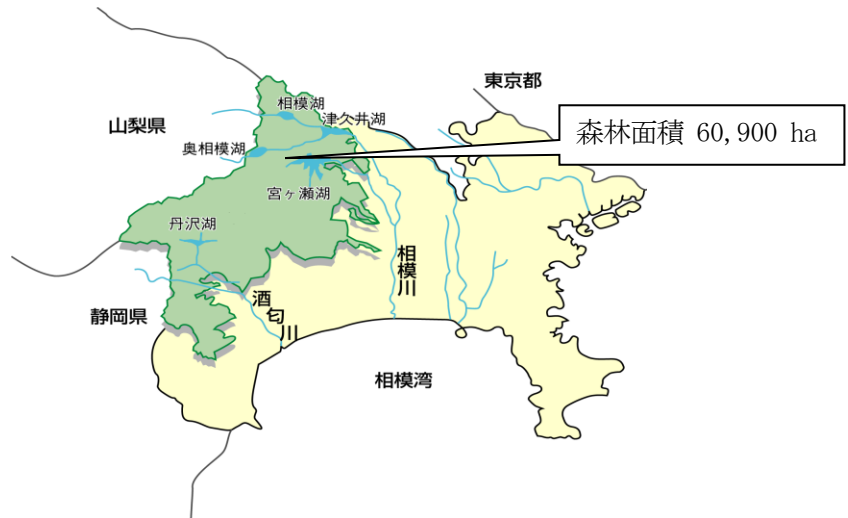 東京都
相模湖
津久井湖
山梨県
森林面積 60,900 ha
奥相模湖
宮ヶ瀬湖
丹沢湖
相模川
酒匂川
静岡県
相模湾